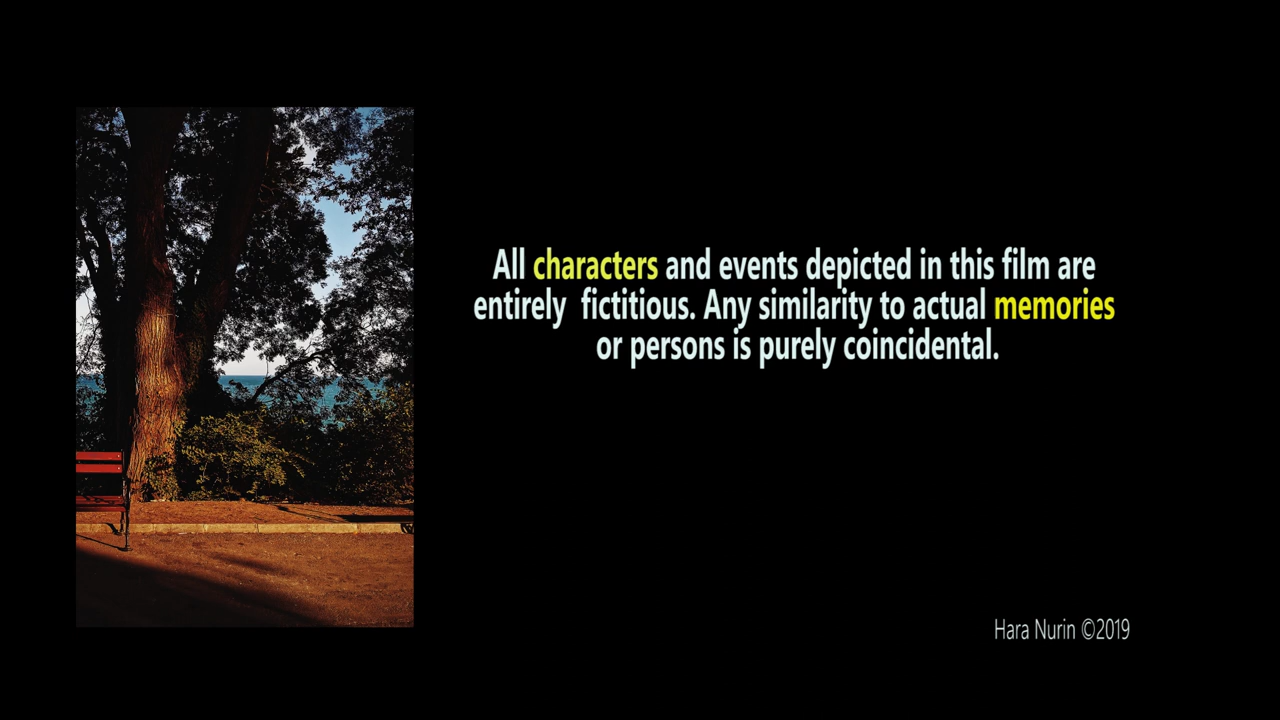 All characters and events depicted in this film are
entirely  fictitious. Any similarity to actual memories
or persons is purely coincidental.
Hara Nurin ©2019